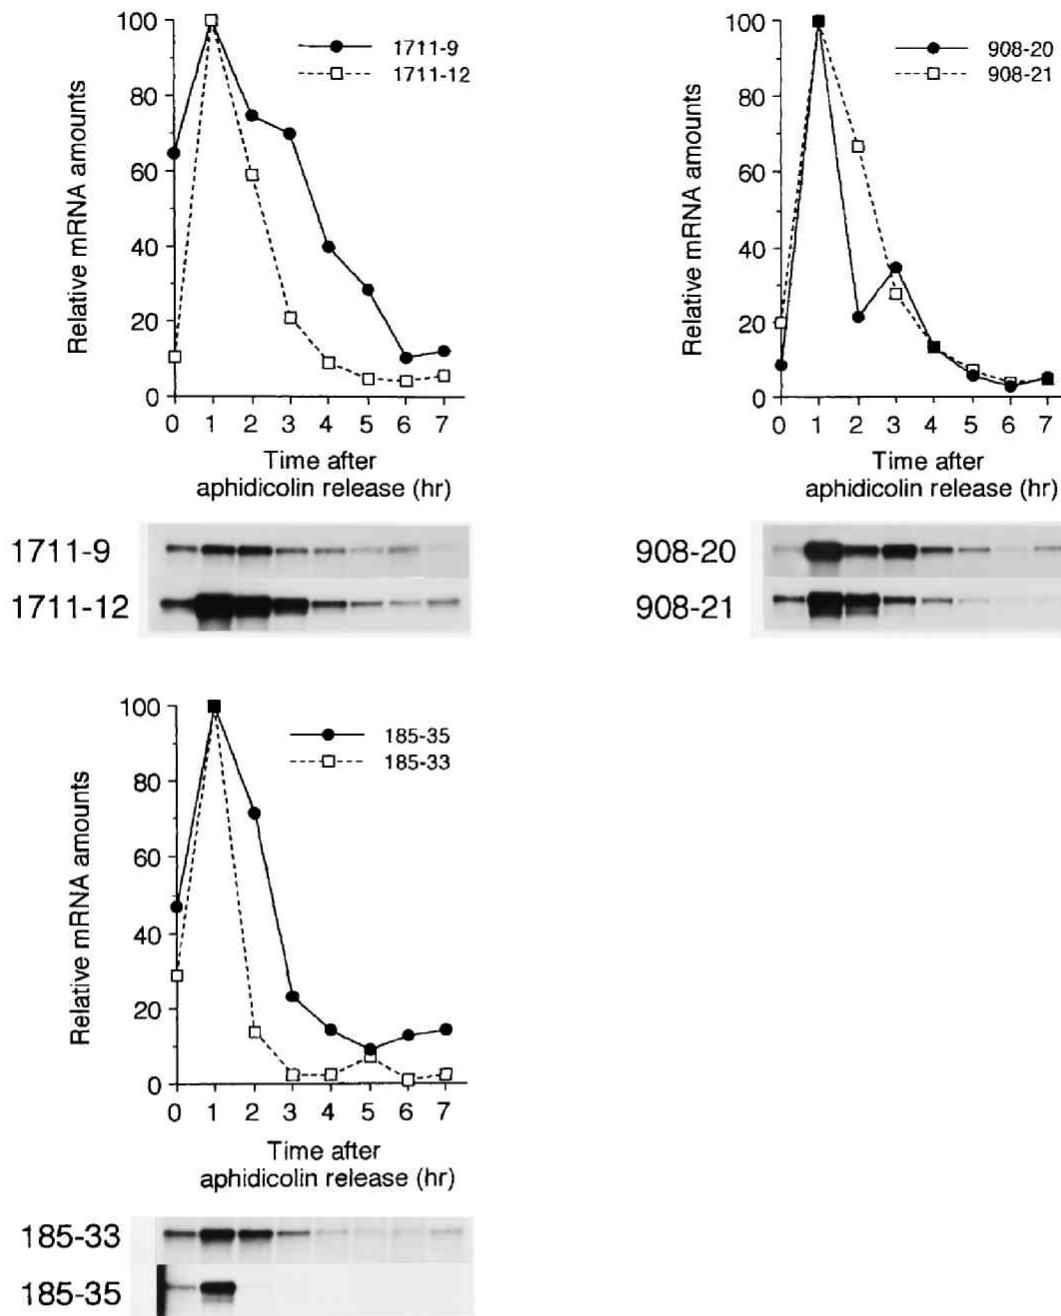 100
80
60
40
20
0
Relative mRNA amounts
1711-9
1711-12
0 1 2 3 4 5 6 7
Time after
aphidicolin release (hr)
1711-9
1711-12
100
80
60
40
20
0
Relative mRNA amounts
908-20
908-21
0 1 2 3 4 5 6 7
Time after
aphidicolin release (hr)
908-20
908-21
100
80
60
40
20
0
Relative mRNA amounts
185-35
185-33
0 1 2 3 4 5 6 7
Time after
aphidicolin release (hr)
185-33
185-35